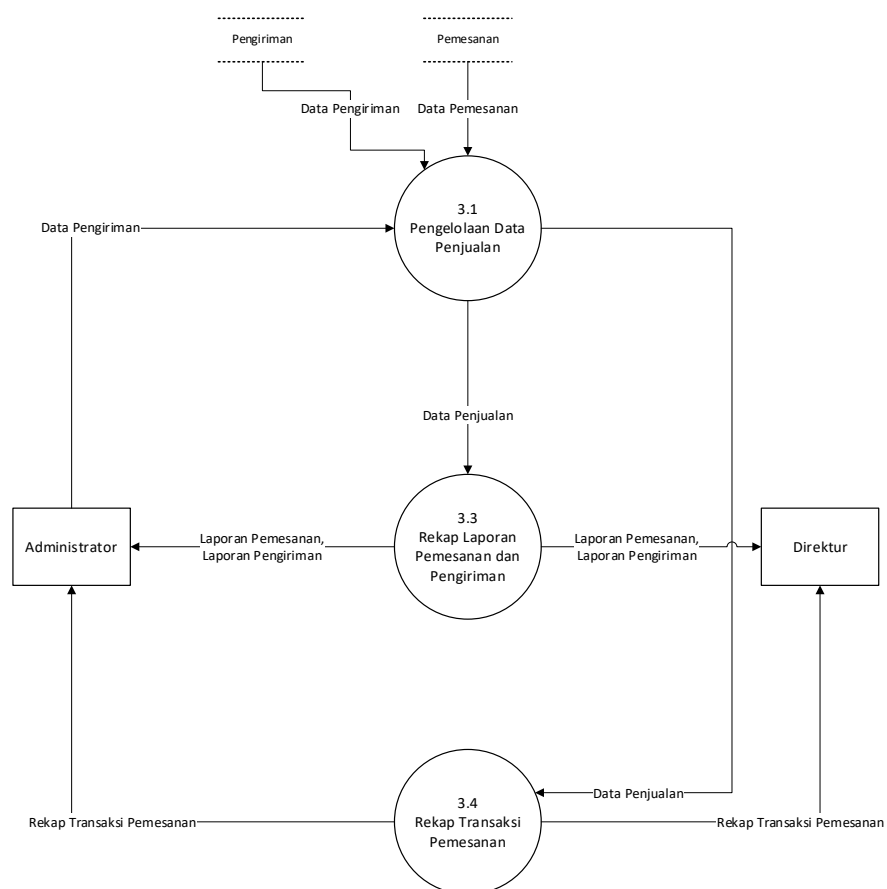 Pengiriman
Pemesanan
Data Pengiriman
Data Pemesanan
3.1
Pengelolaan Data
Penjualan
Data Pengiriman
Data Penjualan
Administrator
Laporan Pemesanan,
Laporan Pengiriman
3.3
Rekap Laporan
Pemesanan dan
Pengiriman
Laporan Pemesanan,
Laporan Pengiriman
Direktur
Data Penjualan
3.4
Rekap Transaksi
Pemesanan
Rekap Transaksi Pemesanan
Rekap Transaksi Pemesanan